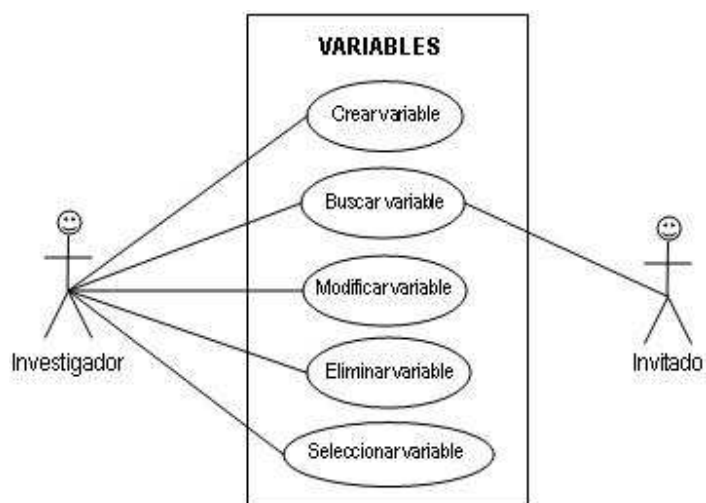 VARIABLES
Crear variable
Buscar variable
Modificar variable
Eliminar variable
Seleccionar variable
Investigador
Invitado